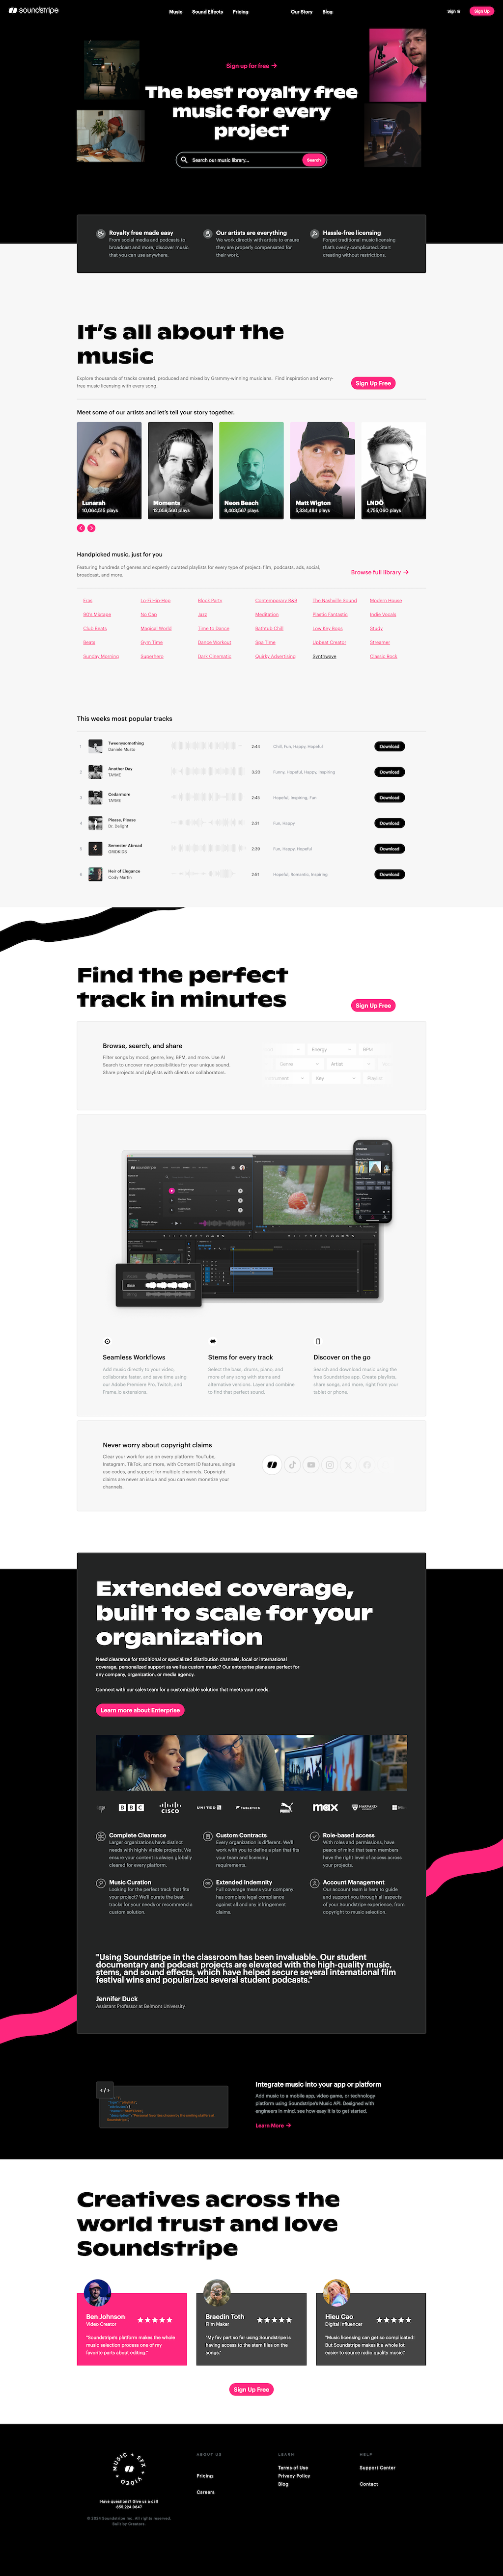 soundstripe
Music Sound Effects Pricing Our Story Blog Sign In Sign Up
Sign up for free →
The best royalty free
music for every
project
Search our music library...
Search
Royalty free made easy
From social media and podcasts to
broadcast and more, discover music
that you can use anywhere.
Our artists are everything
We work directly with artists to ensure
they are properly compensated for
their work.
Hassle-free licensing
Forget traditional music licensing
that's overly complicated. Start
creating without restrictions.
It's all about the
music
Explore thousands of tracks created, produced and mixed by Grammy-winning musicians. Find inspiration and worry-
free music licensing with every song.
Sign Up Free
Meet some of our artists and let's tell your story together.
Lunarah
10,064,515 plays
Moments
12,059,560 plays
Neon Beach
8,403,567 plays
Matt Wigton
5,334,484 plays
LNDÖ
4,755,060 plays
Handpicked music, just for you
Featuring hundreds of genres and expertly curated playlists for every type of project: film, podcasts, ads, social,
broadcast, and more.
Browse full library →
Epic Lo-Fi Hip-Hop Block Party Contemporary R&B The Nashville Sound Modern House
90's Mixtape No Cap Jazz Meditation Plastic Fantastic Indie Vocals
Club Beats Magical World Time to Dance Bathtub Chill Low Key Bops Study
Beats Gym Time Dance Workout Spa Time Upbeat Creator Streamer
Sunday Morning Superhero Dark Cinematic Quirky Advertising Synthwave Classic Rock
This weeks most popular tracks
1 Twennysomething
Daniele Musto
2:44 Chill, Fun, Happy, Hopeful Download
2 Another Day
TA1ME
3:20 Funny, Hopeful, Happy, Inspiring Download
3 Cedarmore
TA1ME
2:45 Hopeful, Inspiring, Fun Download
4 Please, Please
Dr. Delight
2:31 Fun, Happy Download
5 Semester Abroad
GRIDKIDS
2:39 Fun, Happy, Hopeful Download
6 Heir of Elegance
Cody Martin
2:57 Hopeful, Romantic, Inspiring Download
Find the perfect
track in minutes
Sign Up Free
Browse, search, and share
Filter songs by mood, genre, key, BPM, and more. Use AI
Search to uncover new possibilities for your unique sound.
Share projects and playlists with clients or collaborators.
Energy BPM
Genre Artist
Key
soundstripe
Seamless Workflows
Add music directly to your video,
collaborate faster, and save time using
our Adobe Premiere Pro, Twitch, and
Frame.io extensions.
Stems for every track
Select the bass, drums, piano, and
more of any song with stems and
alternative versions. Layer and combine
to find that perfect sound.
Discover on the go
Search and download music using the
free Soundstripe app. Create playlists,
share songs, and more, right from your
tablet or phone.
Never worry about copyright claims
Clear your work for use on every platform: YouTube,
Instagram, TikTok, and more, with Content ID features, single
use codes, and support for multiple channels. Copyright
claims are never an issue and you can even monetize your
channels.
Extended coverage,
built to scale for your
organization
Need clearance for traditional or specialized distribution channels, local or international
coverage, personalized support as well as custom music? Our enterprise plans are perfect for
any company, organization, or media agency.
Connect with our sales team for a customizable solution that meets your needs.
Learn more about Enterprise
BBC CISCO UNITED FABLETICS PUMA max HARVARD
Complete Clearance
Larger organizations have distinct
needs with highly visible projects. We
ensure your content is always globally
cleared for every platform.
Custom Contracts
Every organization is different. We'll
work with you to define a plan that fits
your team and licensing
requirements.
Role-based access
With roles and permissions, have
peace of mind that team members
have the right level of access across
your projects.
Music Curation
Looking for the perfect track that fits
your project? We'll curate the best
tracks for your needs or recommend a
custom solution.
Extended Indemnity
Full coverage means your company
has complete legal compliance
against all and any infringement
claims.
Account Management
Our account team is here to guide
and support you through all aspects
of your Soundstripe experience, from
copyright to music selection.
"Using Soundstripe in the classroom has been invaluable. Our student
documentary and podcast projects are elevated with the high-quality music,
stems, and sound effects, which have helped secure several international film
festival wins and popularized several student podcasts."
Jennifer Duck
Assistant Professor at Belmont University
</>
Integrate music into your app or platform
Add music to a mobile app, video game, or technology
platform using Soundstripe's Music API. Designed with
engineers in mind, see how easy it is to get started.
Learn More →
Creatives across the
world trust and love
Soundstripe
Ben Johnson
Video Creator
"Soundstripe's platform makes the whole
music selection process one of my
favorite parts about editing."
Braedin Toth
Film Maker
"My fav part so far using Soundstripe is
having access to the stem files on the
songs."
Hieu Cao
Digital Influencer
"Music licensing can get so complicated!
But Soundstripe makes it a whole lot
easier to source radio quality music."
Sign Up Free
MUSIC + SFX + VIDEO +
Have questions? Give us a call
855.224.0847
© 2024 Soundstripe Inc. All rights reserved.
Built by Creators.
ABOUT US
Pricing
Careers
LEARN
Terms of Use
Privacy Policy
Blog
HELP
Support Center
Contact